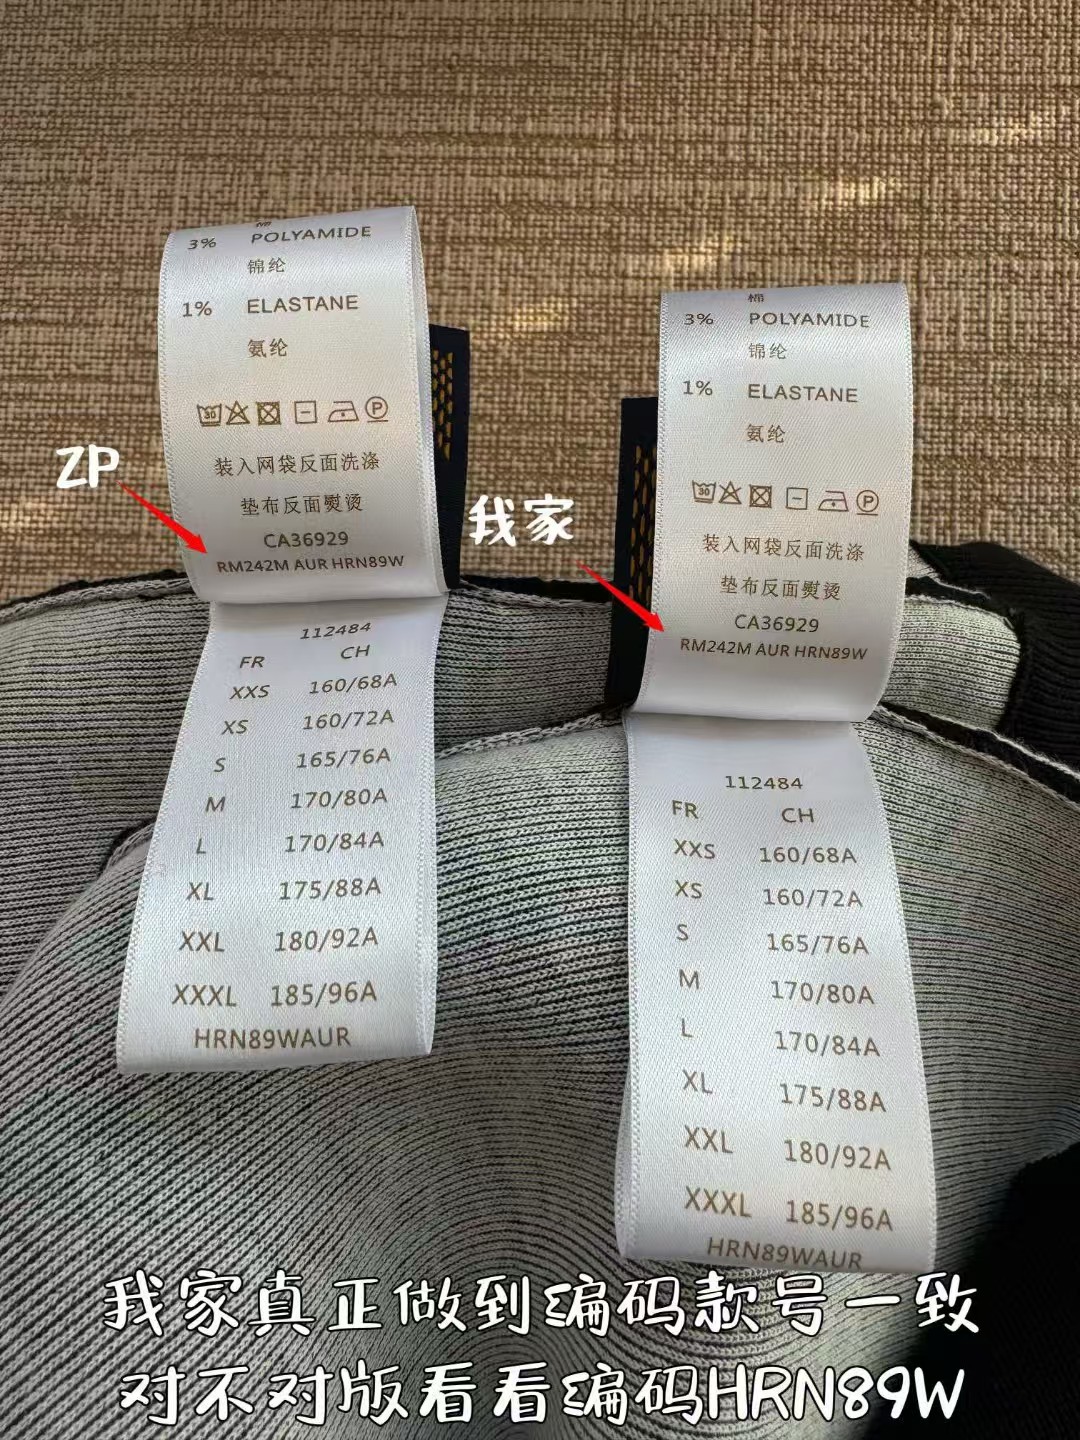 棉
3% POLYAMIDE
锦纶
1% ELASTANE
氨纶
30 P
装入网袋反面洗涤
垫布反面熨烫
CA36929
RM242M AUR HRN89W
112484
FR CH
XXS 160/68A
XS 160/72A
S 165/76A
M 170/80A
L 170/84A
XL 175/88A
XXL 180/92A
XXXL 185/96A
HRN89WAUR
ZP
我家
棉
3% POLYAMIDE
锦纶
1% ELASTANE
氨纶
30 P
装入网袋反面洗涤
垫布反面熨烫
CA36929
RM242M AUR HRN89W
112484
FR CH
XXS 160/68A
XS 160/72A
S 165/76A
M 170/80A
L 170/84A
XL 175/88A
XXL 180/92A
XXXL 185/96A
HRN89WAUR
我家真正做到编码款号一致
对不对版看看编码HRN89W